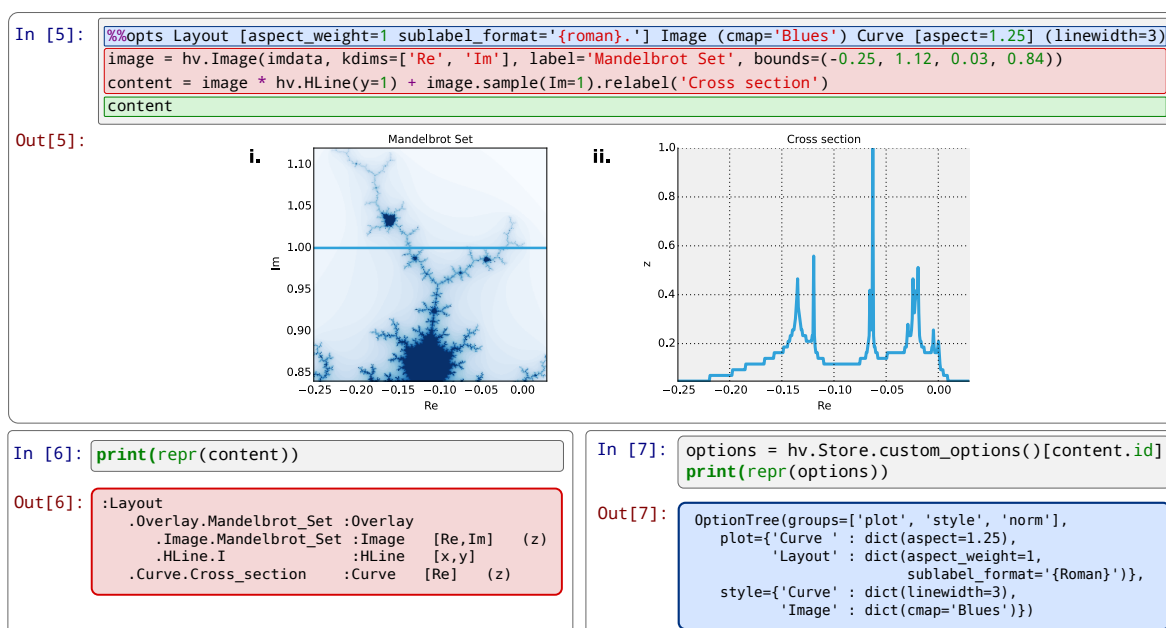 In [5]: %%opts Layout [aspect_weight=1 sublabel_format='{roman}.'] Image (cmap='Blues') Curve [aspect=1.25] (linewidth=3)
image = hv.Image(imdata, kdims=['Re', 'Im'], label='Mandelbrot Set', bounds=(-0.25, 1.12, 0.03, 0.84))
content = image * hv.HLine(y=1) + image.sample(Im=1).relabel('Cross section')
content
Out[5]:
i.
Mandelbrot Set
1.10
1.05
1.00
0.95
0.90
0.85
Im
−0.25 −0.20 −0.15 −0.10 −0.05 0.00
Re
ii.
Cross section
1.0
0.8
0.6
0.4
0.2
z
−0.25 −0.20 −0.15 −0.10 −0.05 0.00
Re
In [6]: print(repr(content))
Out[6]: :Layout
.Overlay.Mandelbrot_Set :Overlay
.Image.Mandelbrot_Set :Image [Re,Im] (z)
.HLine.I :HLine [x,y]
.Curve.Cross_section :Curve [Re] (z)
In [7]: options = hv.Store.custom_options()[content.id]
print(repr(options))
Out[7]: OptionTree(groups=['plot', 'style', 'norm'],
plot={'Curve ' : dict(aspect=1.25),
'Layout' : dict(aspect_weight=1,
sublabel_format='{Roman}')},
style={'Curve' : dict(linewidth=3),
'Image' : dict(cmap='Blues')})